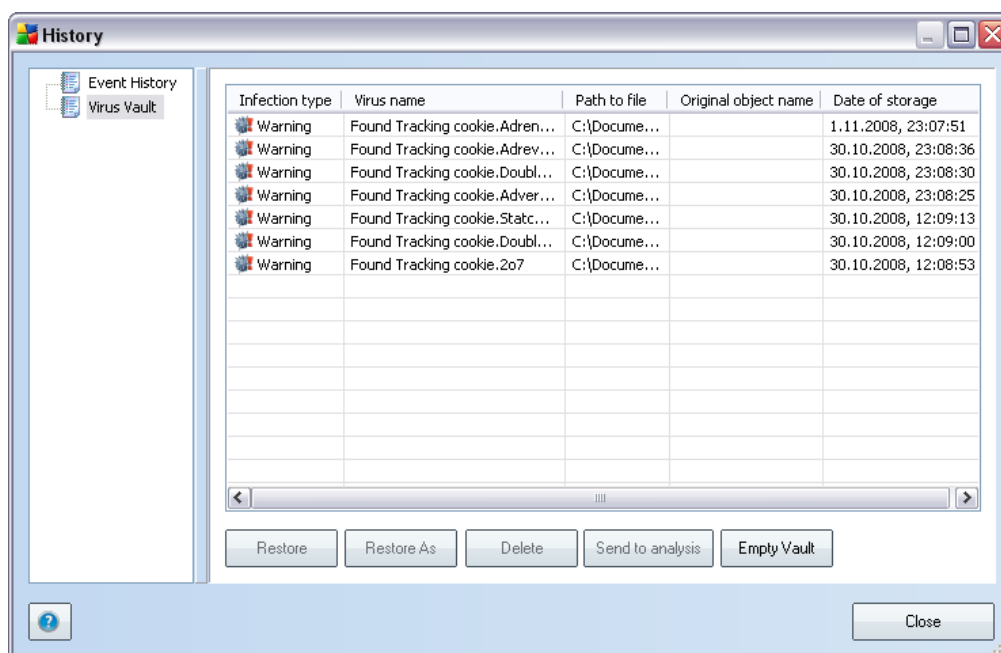 History
Event History
Virus Vault
Infection type Virus name Path to file Original object name Date of storage
Warning Found Tracking cookie.Adren... C:\Docume... 1.11.2008, 23:07:51
Warning Found Tracking cookie.Adrev... C:\Docume... 30.10.2008, 23:08:36
Warning Found Tracking cookie.Doubl... C:\Docume... 30.10.2008, 23:08:30
Warning Found Tracking cookie.Adver... C:\Docume... 30.10.2008, 23:08:25
Warning Found Tracking cookie.Statc... C:\Docume... 30.10.2008, 12:09:13
Warning Found Tracking cookie.Doubl... C:\Docume... 30.10.2008, 12:09:00
Warning Found Tracking cookie.2o7 C:\Docume... 30.10.2008, 12:08:53
Restore Restore As Delete Send to analysis Empty Vault
? Close